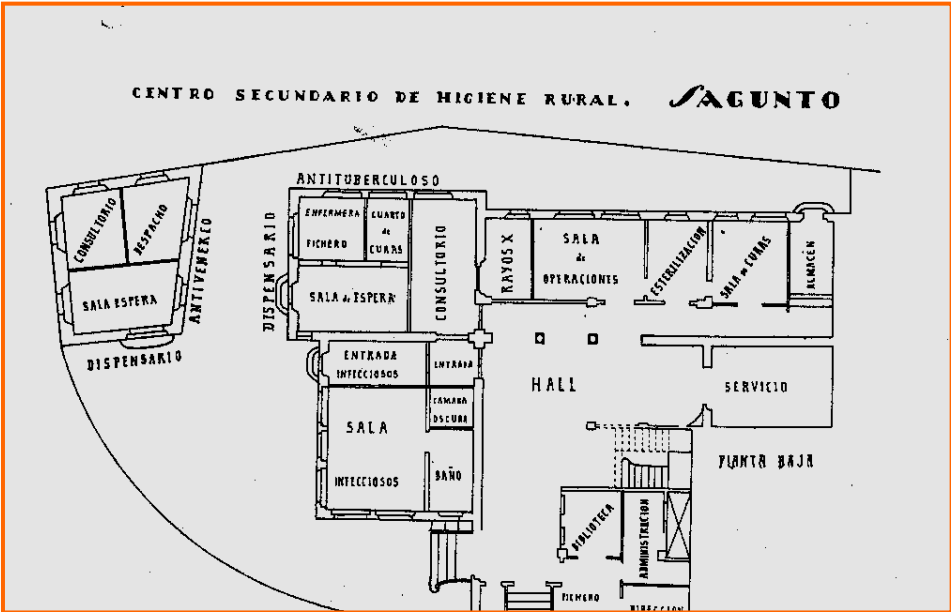 CENTRO SECUNDARIO DE HIGIENE RURAL. SAGUNTO
ANTITUBERCULOSO
DISPENSARIO
CONSULTORIO
DESPACHO
SALA ESPERA
ANTIVENEREO
DISPENSARIO
ENFERMERA
FICHERO
CUARTO
de
CURAS
CONSULTORIO
SALA de ESPERA
RAYOS X
SALA
de
OPERACIONES
ESTERILIZACION
SALA de CURAS
ALMACEN
ENTRADA
INFECCIOSOS
ENTRADA
CAMARA
OSCURA
SALA
INFECCIOSOS
BAÑO
HALL
SERVICIO
PLANTA BAJA
BIBLIOTECA
ADMINISTRACION
FICHERO
DIRECCION